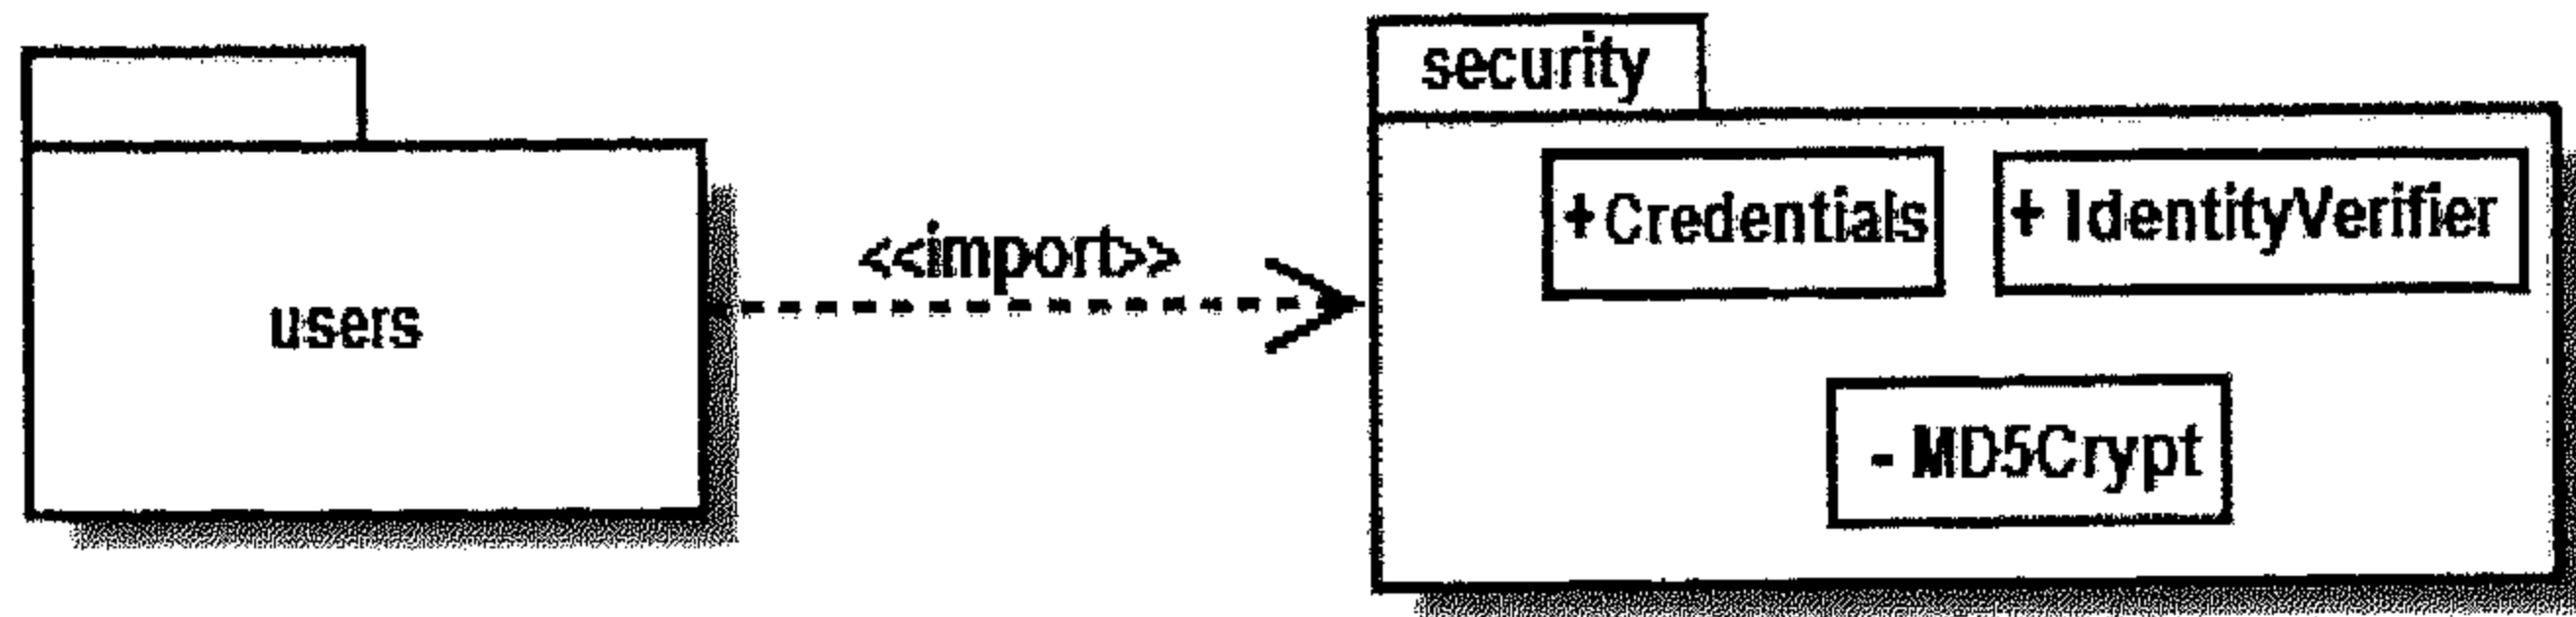 security
+ Credentials
+ IdentityVerifier
<<import>>
users
- MD5Crypt